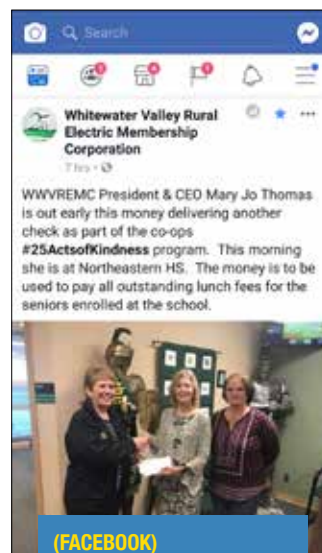 Search
Whitewater Valley Rural
Electric Membership
Corporation
7 hrs •
WWVREMC President & CEO Mary Jo Thomas
is out early this money delivering another
check as part of the co-ops
#25ActsofKindness program. This morning
she is at Northeastern HS. The money is to be
used to pay all outstanding lunch fees for the
seniors enrolled at the school.
(FACEBOOK)